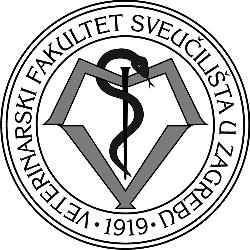 VETERINARSKI FAKULTET SVEUČILIŠTA U ZAGREBU
· 1919 ·